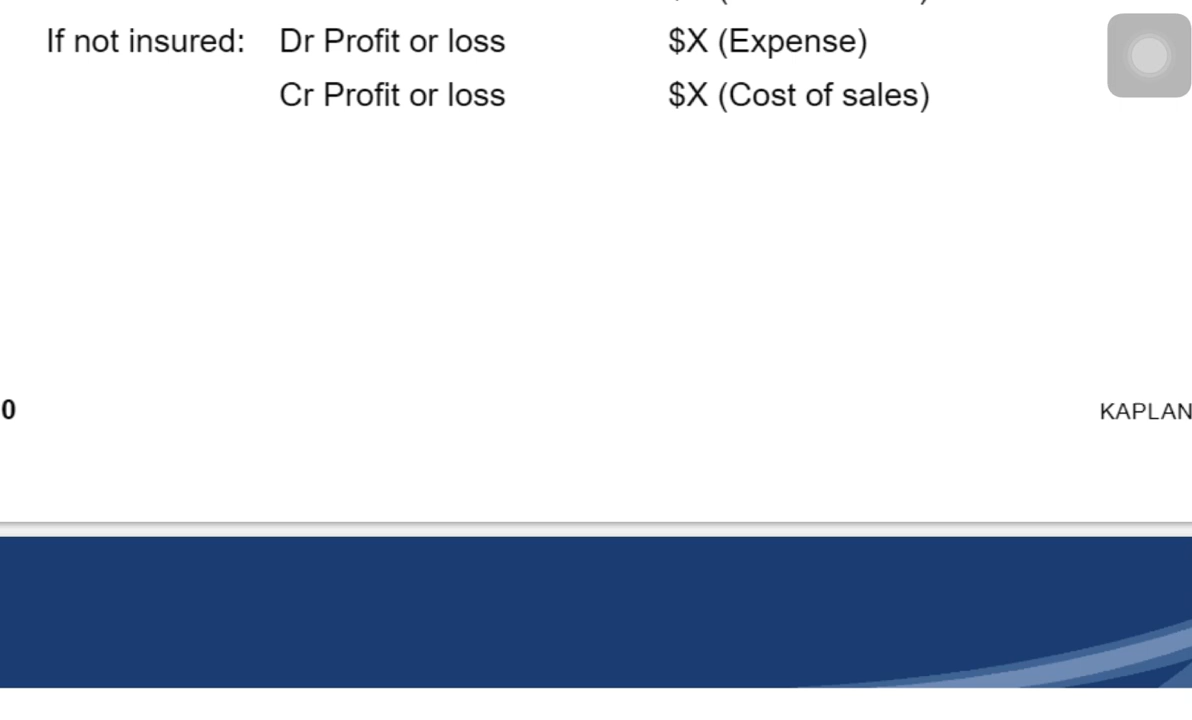 If not insured: Dr Profit or loss $X (Expense)
Cr Profit or loss $X (Cost of sales)
0
KAPLAN